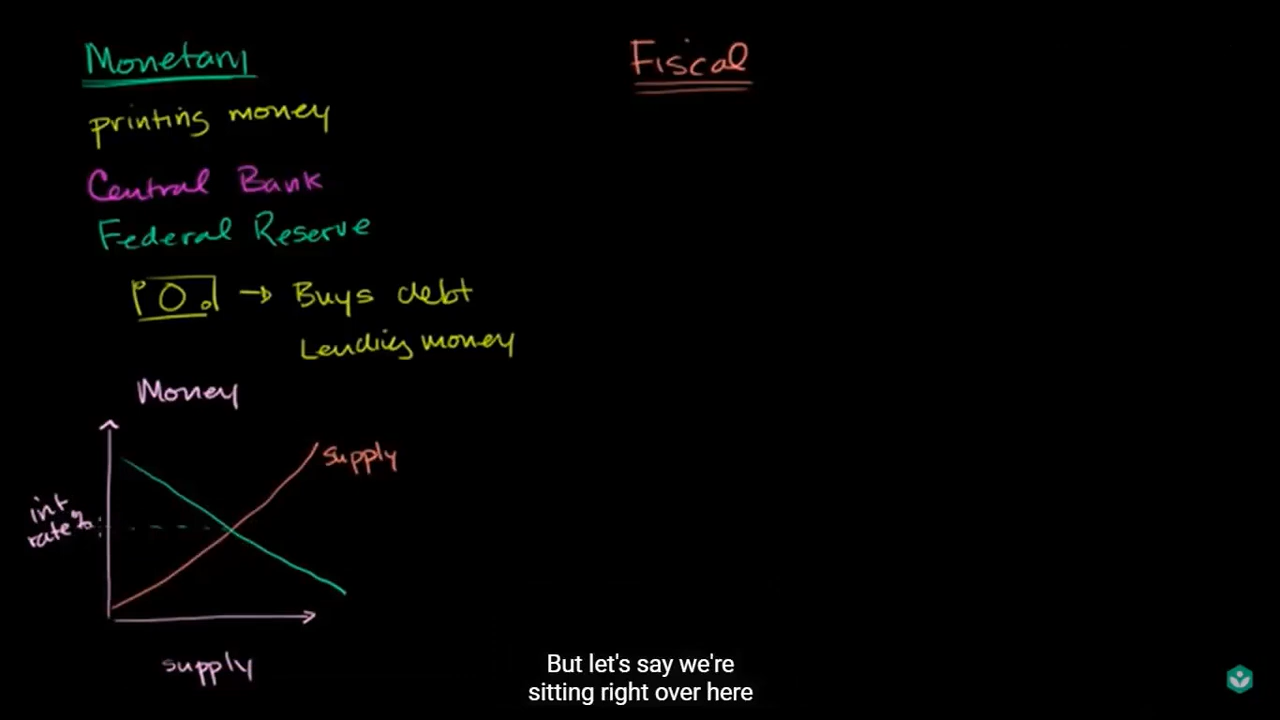 Monetary
printing money
Central Bank
Federal Reserve
→ Buys debt
Lending money
Money
supply
int
rate%
supply
Fiscal
But let's say we're
sitting right over here